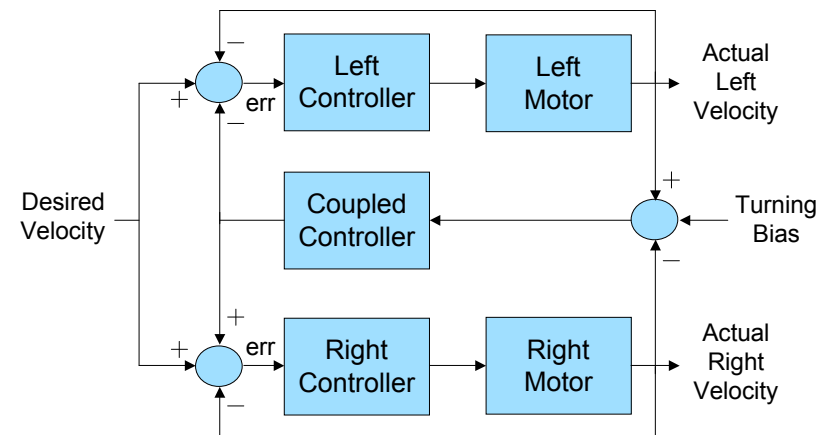 −
Left
Controller
Left
Motor
Actual
Left
Velocity
+
err
−
+
Desired
Velocity
Coupled
Controller
Turning
Bias
−
+
+
err
Right
Controller
Right
Motor
Actual
Right
Velocity
−